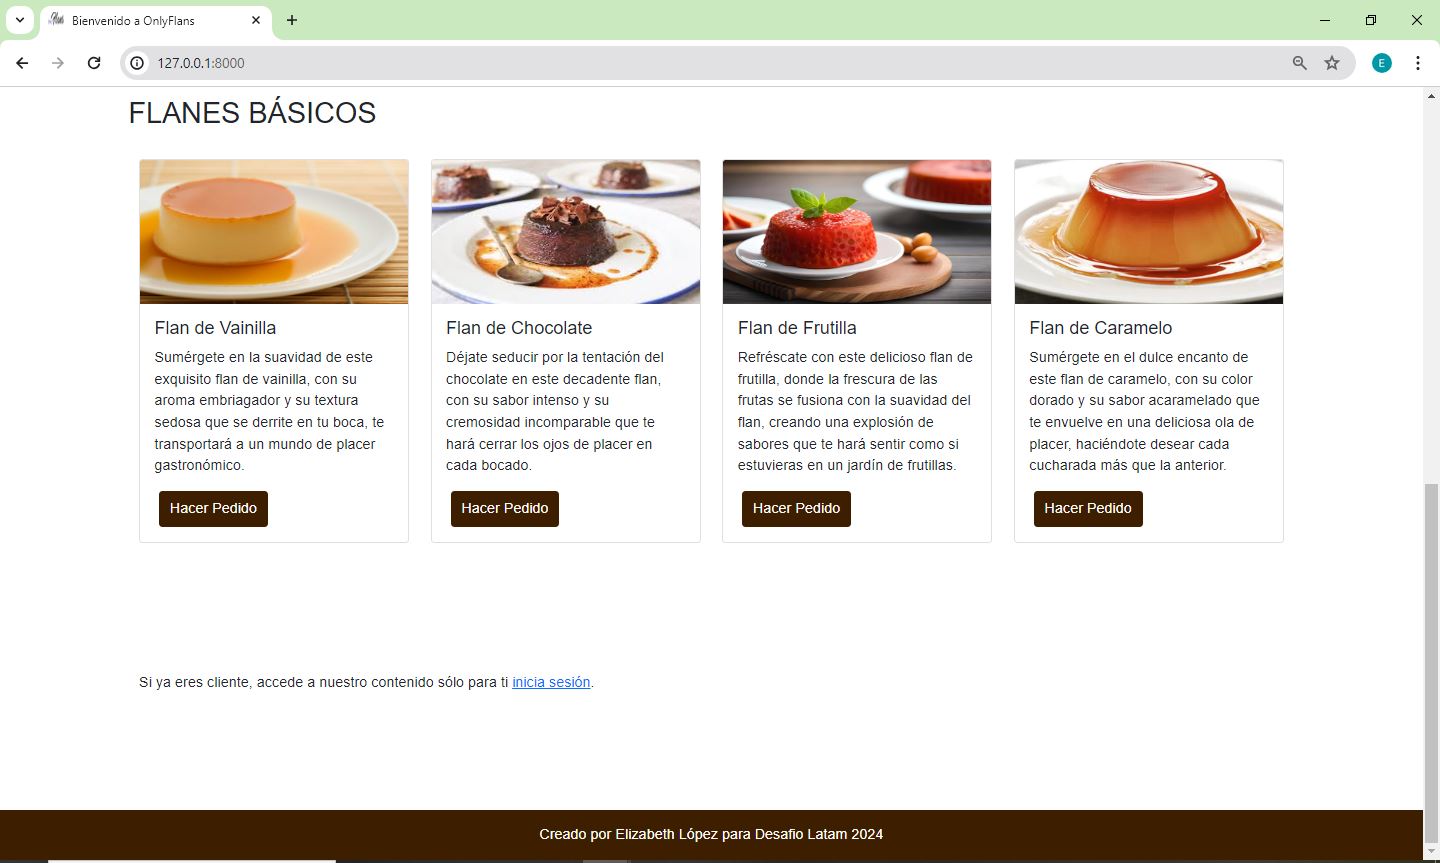 Bienvenido a OnlyFlans
127.0.0.1:8000
E
FLANES BÁSICOS
Flan de Vainilla
Sumérgete en la suavidad de este
exquisito flan de vainilla, con su
aroma embriagador y su textura
sedosa que se derrite en tu boca, te
transportará a un mundo de placer
gastronómico.
Hacer Pedido
Flan de Chocolate
Déjate seducir por la tentación del
chocolate en este decadente flan,
con su sabor intenso y su
cremosidad incomparable que te
hará cerrar los ojos de placer en
cada bocado.
Hacer Pedido
Flan de Frutilla
Refréscate con este delicioso flan de
frutilla, donde la frescura de las
frutas se fusiona con la suavidad del
flan, creando una explosión de
sabores que te hará sentir como si
estuvieras en un jardín de frutillas.
Hacer Pedido
Flan de Caramelo
Sumérgete en el dulce encanto de
este flan de caramelo, con su color
dorado y su sabor acaramelado que
te envuelve en una deliciosa ola de
placer, haciéndote desear cada
cucharada más que la anterior.
Hacer Pedido
Si ya eres cliente, accede a nuestro contenido sólo para ti inicia sesión.
Creado por Elizabeth López para Desafio Latam 2024